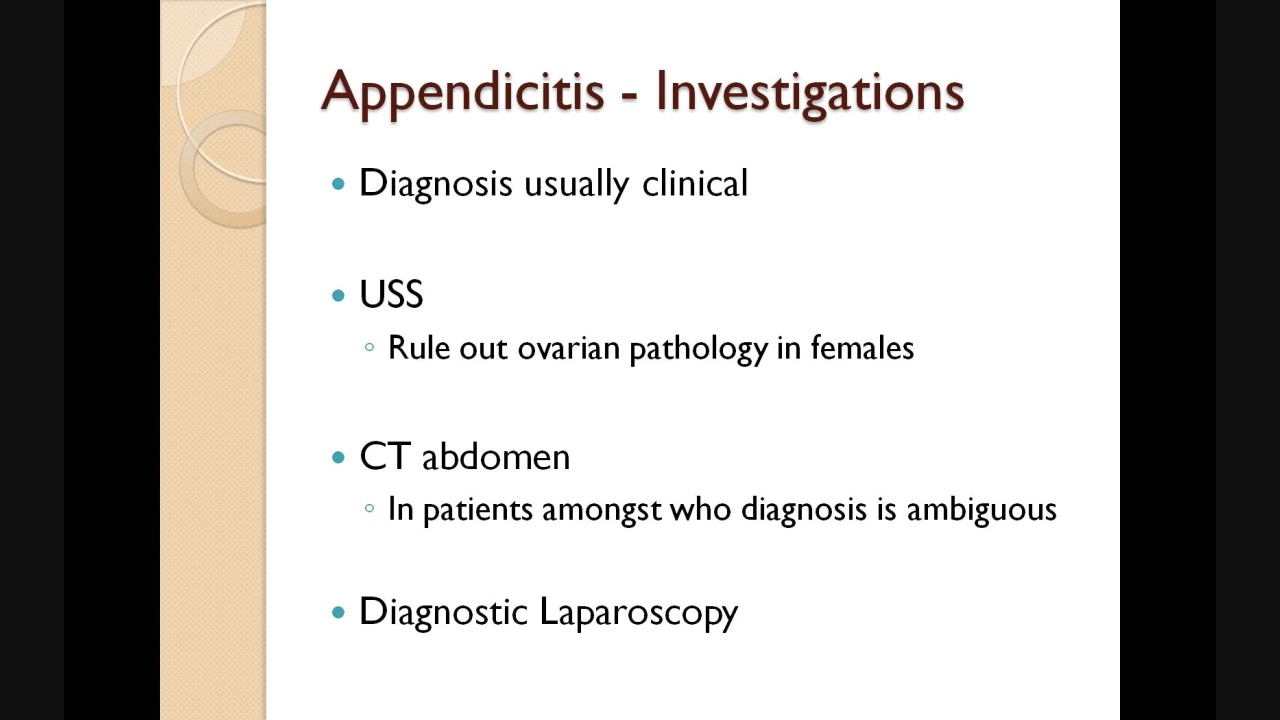 Appendicitis - Investigations
• Diagnosis usually clinical
• USS
◦ Rule out ovarian pathology in females
• CT abdomen
◦ In patients amongst who diagnosis is ambiguous
• Diagnostic Laparoscopy